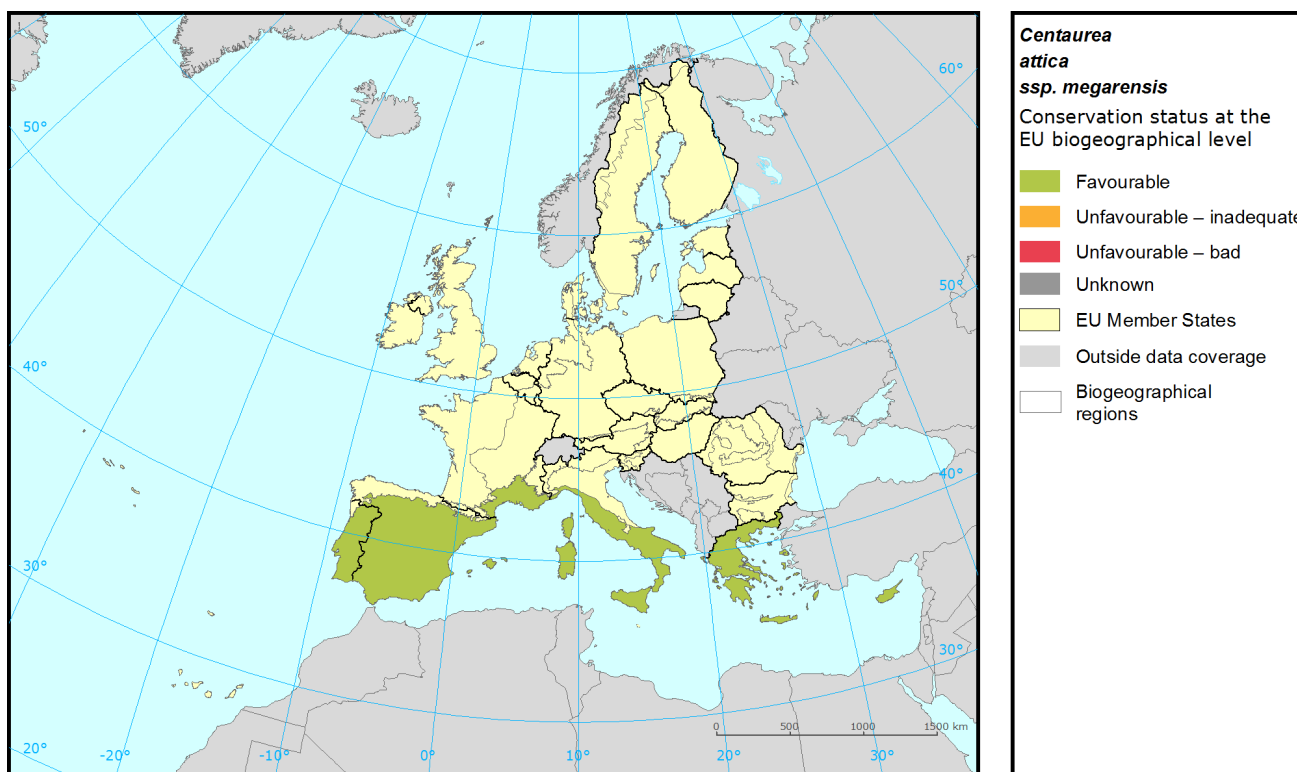 Centaurea
attica
ssp. megarensis
Conservation status at the
EU biogeographical level
Favourable
Unfavourable – inadequate
Unfavourable – bad
Unknown
EU Member States
Outside data coverage
Biogeographical
regions
60°
50°
50°
40°
40°
30°
30°
20°
-20°
-10°
0°
10°
20°
30°
0 500 1000 1500 km